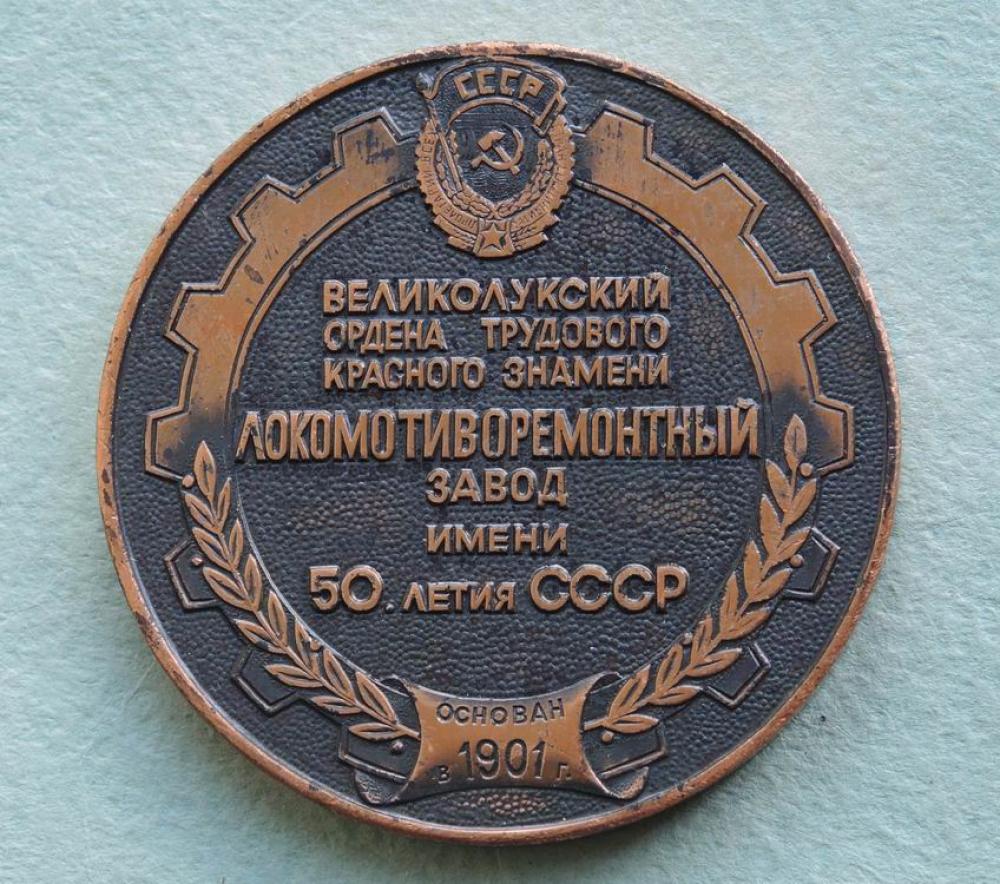 СССР
ВЕЛИКОЛУКСКИЙ
ОРДЕНА ТРУДОВОГО
КРАСНОГО ЗНАМЕНИ
ЛОКОМОТИВОРЕМОНТНЫЙ
ЗАВОД
ИМЕНИ
50. ЛЕТИЯ СССР
ОСНОВАН
В 1901 Г.